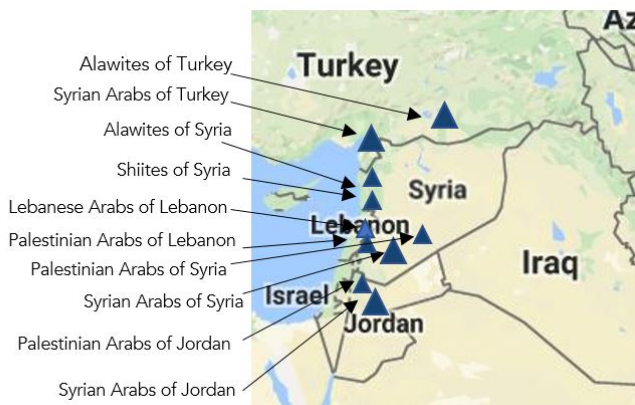 Alawites of Turkey
Syrian Arabs of Turkey
Alawites of Syria
Shiites of Syria
Lebanese Arabs of Lebanon
Palestinian Arabs of Lebanon
Palestinian Arabs of Syria
Syrian Arabs of Syria
Palestinian Arabs of Jordan
Syrian Arabs of Jordan
Turkey
Az
Syria
Lebanon
Iraq
Israel
Jordan